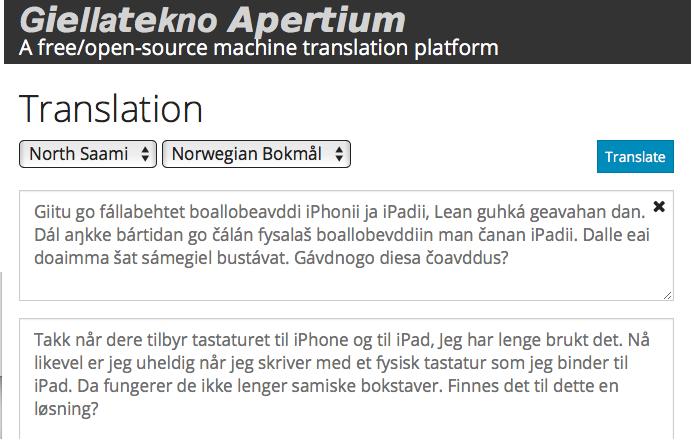 Giellatekno Apertium
A free/open-source machine translation platform
Translation
North Saami Norwegian Bokmål Translate
Giitu go fállabehtet boallobeavddi iPhonii ja iPadii, Lean guhká geavahan dan.
Dál aŋkke bártidan go čálán fysalaš boallobevddiin man čanan iPadii. Dalle eai
doaimma šat sámegiel bustávat. Gávdnogo diesa čoavddus?
Takk når dere tilbyr tastaturet til iPhone og til iPad, Jeg har lenge brukt det. Nå
likevel er jeg uheldig når jeg skriver med et fysisk tastatur som jeg binder til
iPad. Da fungerer de ikke lenger samiske bokstaver. Finnes det til dette en
løsning?